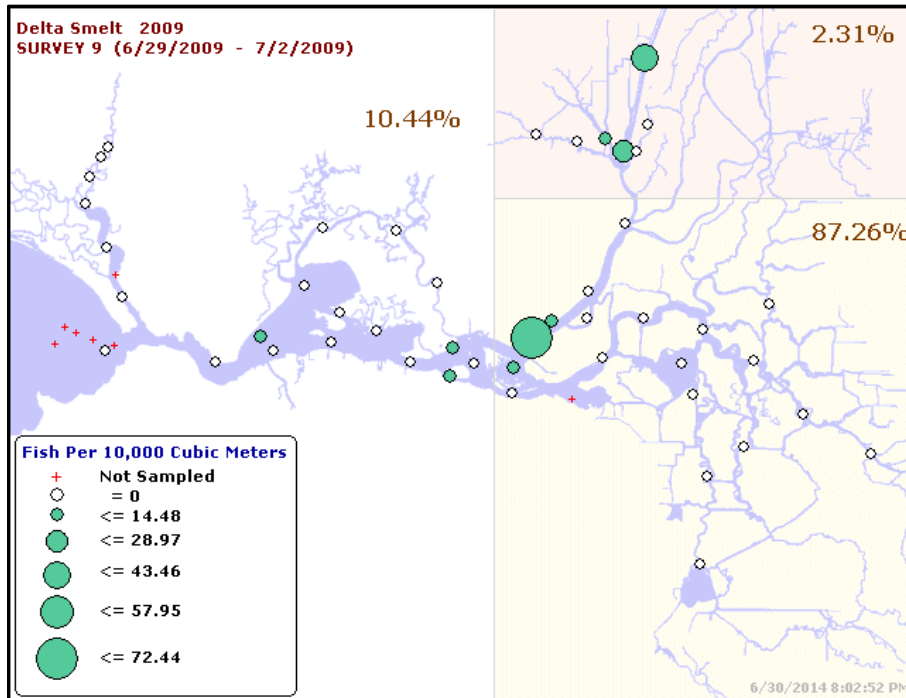 Delta Smelt 2009
SURVEY 9 (6/29/2009 - 7/2/2009)
2.31%
10.44%
87.26%
Fish Per 10,000 Cubic Meters
Not Sampled
= 0
<= 14.48
<= 28.97
<= 43.46
<= 57.95
<= 72.44
6/30/2014 8:02:52 PM